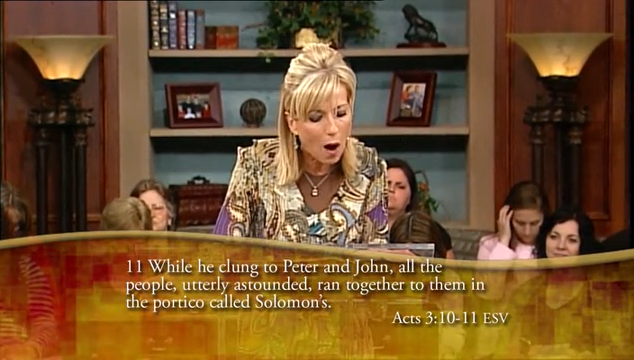 11 While he clung to Peter and John, all the
people, utterly astounded, ran together to them in
the portico called Solomon's.
Acts 3:10-11 ESV